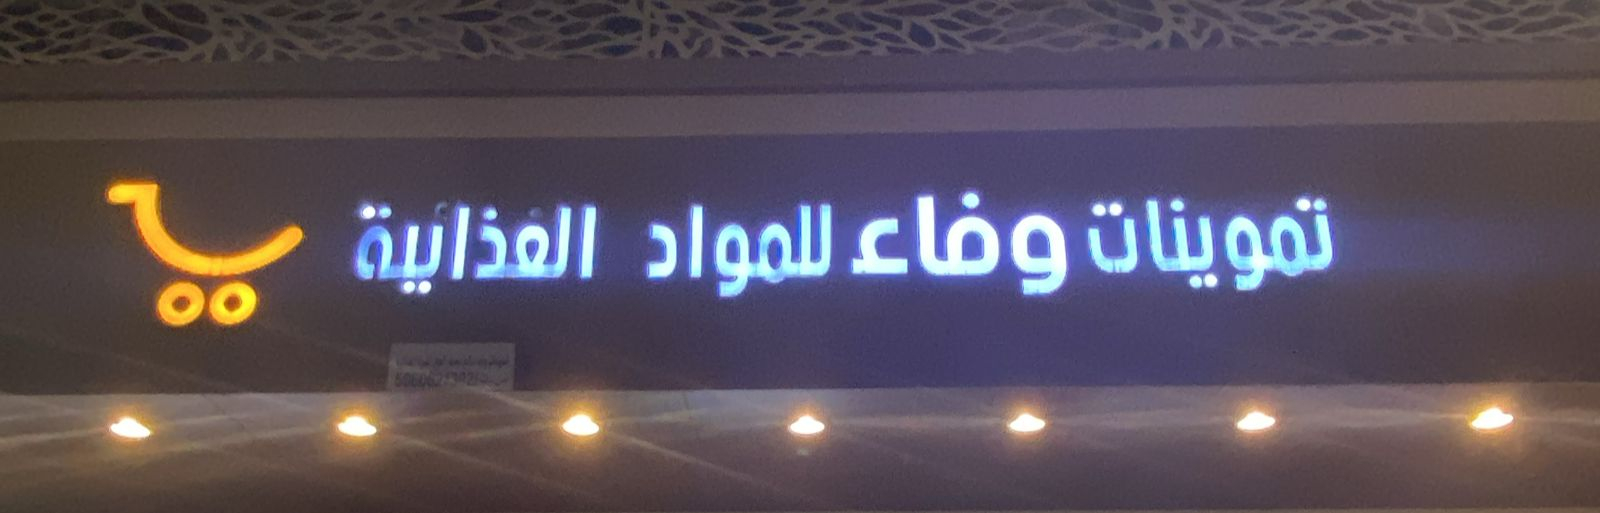 تموينات وفاء للمواد الغذائية